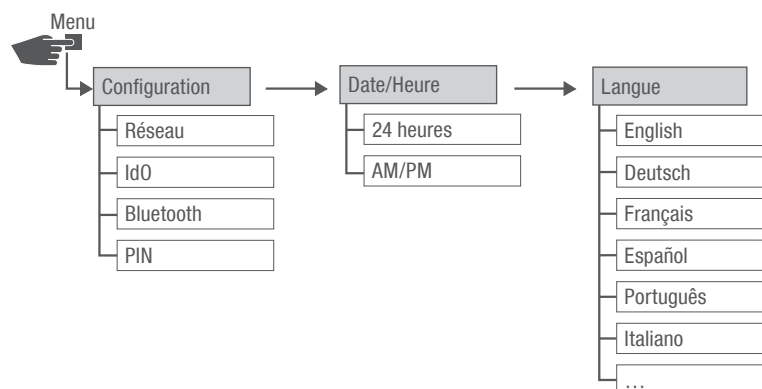 Menu
Configuration
Réseau
IdO
Bluetooth
PIN
Date/Heure
24 heures
AM/PM
Langue
English
Deutsch
Français
Español
Português
Italiano
…